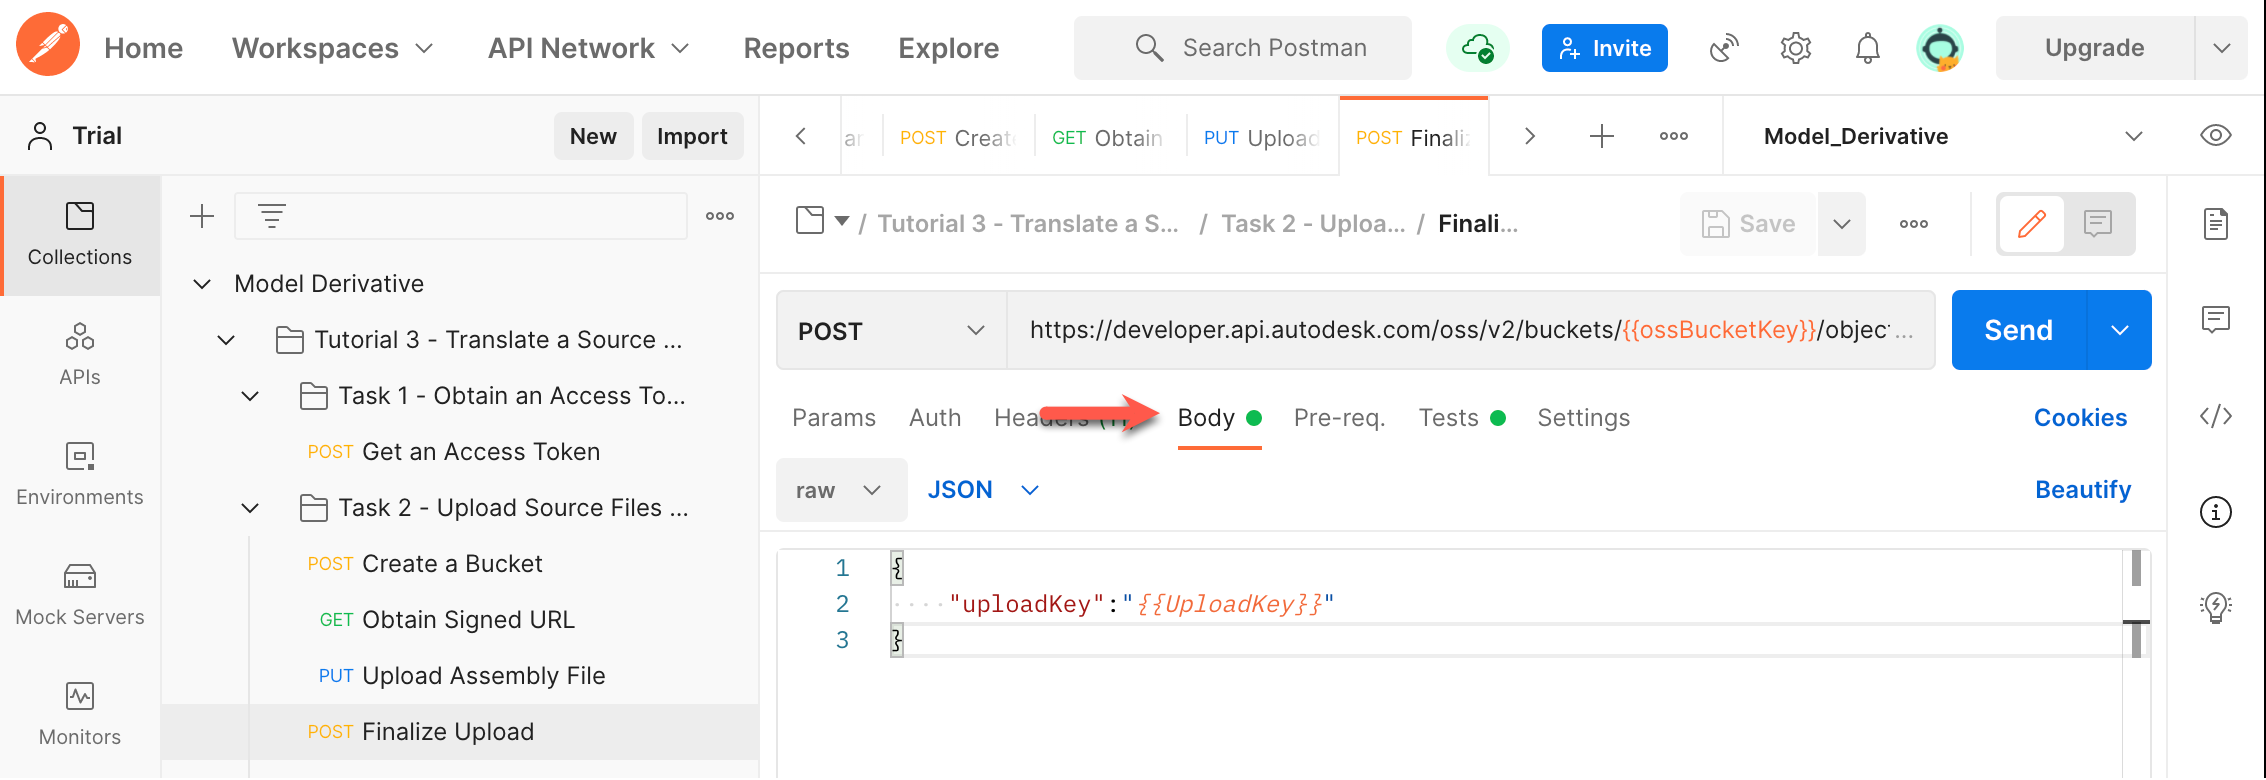 Home Workspaces API Network Reports Explore Search Postman Invite Upgrade
Trial New Import
POST Create GET Obtain PUT Upload POST Finaliz Model_Derivative
Collections
APIs
Environments
Mock Servers
Monitors
Model Derivative
Tutorial 3 - Translate a Source ...
Task 1 - Obtain an Access To...
POST Get an Access Token
Task 2 - Upload Source Files ...
POST Create a Bucket
GET Obtain Signed URL
PUT Upload Assembly File
POST Finalize Upload
/ Tutorial 3 - Translate a S... / Task 2 - Uploa... / Finali... Save
POST https://developer.api.autodesk.com/oss/v2/buckets/{{ossBucketKey}}/objec ... Send
Params Auth Headers (11) Body Pre-req. Tests Settings Cookies
raw JSON Beautify
1 {
2 "uploadKey":"{{UploadKey}}"
3 }